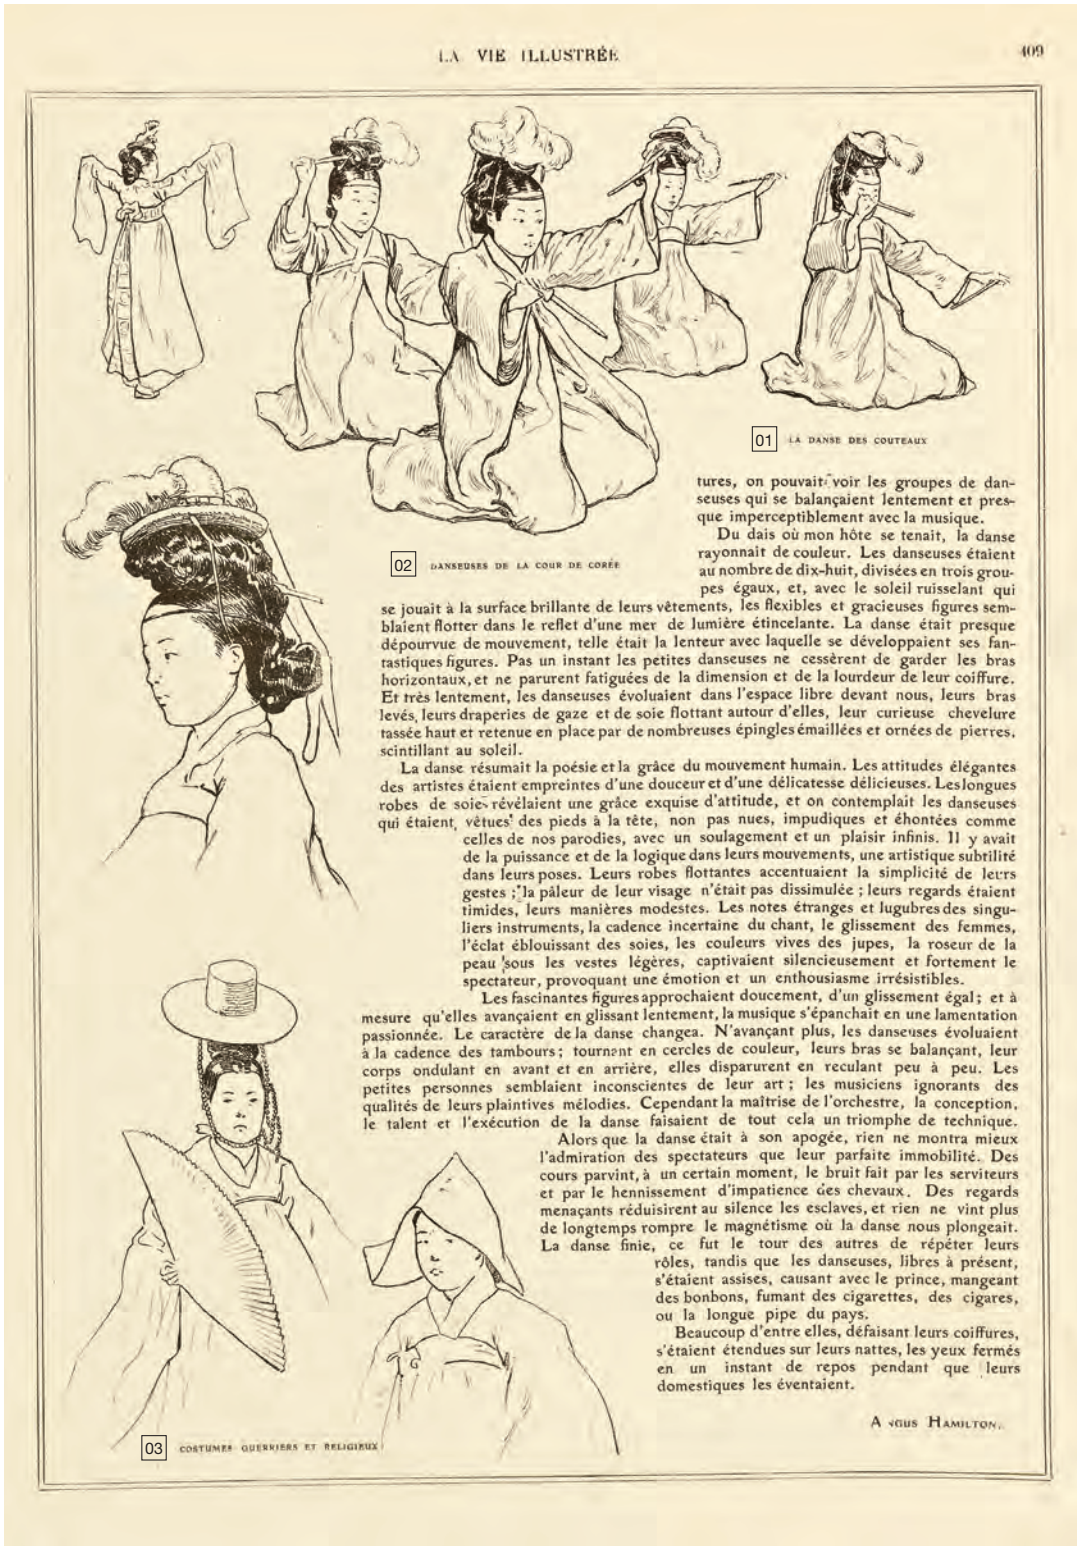 LA VIE ILLUSTRÉE
409
01 LA DANSE DES COUTEAUX
02 DANSEUSES DE LA COUR DE CORÉE
tures, on pouvait voir les groupes de dan-
seuses qui se balançaient lentement et pres-
que imperceptiblement avec la musique.
Du dais où mon hôte se tenait, la danse
rayonnait de couleur. Les danseuses étaient
au nombre de dix-huit, divisées en trois grou-
pes égaux, et, avec le soleil ruisselant qui
se jouait à la surface brillante de leurs vêtements, les flexibles et gracieuses figures sem-
blaient flotter dans le reflet d'une mer de lumière étincelante. La danse était presque
dépourvue de mouvement, telle était la lenteur avec laquelle se développaient ses fan-
tastiques figures. Pas un instant les petites danseuses ne cessèrent de garder les bras
horizontaux, et ne parurent fatiguées de la dimension et de la lourdeur de leur coiffure.
Et très lentement, les danseuses évoluaient dans l'espace libre devant nous, leurs bras
levés, leurs draperies de gaze et de soie flottant autour d'elles, leur curieuse chevelure
tassée haut et retenue en place par de nombreuses épingles émaillées et ornées de pierres,
scintillant au soleil.
La danse résumait la poésie et la grâce du mouvement humain. Les attitudes élégantes
des artistes étaient empreintes d'une douceur et d'une délicatesse délicieuses. Les longues
robes de soie révélaient une grâce exquise d'attitude, et on contemplait les danseuses
qui étaient, vêtues des pieds à la tête, non pas nues, impudiques et éhontées comme
celles de nos parodies, avec un soulagement et un plaisir infinis. Il y avait
de la puissance et de la logique dans leurs mouvements, une artistique subtilité
dans leurs poses. Leurs robes flottantes accentuaient la simplicité de leurs
gestes ; la pâleur de leur visage n'était pas dissimulée ; leurs regards étaient
timides, leurs manières modestes. Les notes étranges et lugubres des singu-
liers instruments, la cadence incertaine du chant, le glissement des femmes,
l'éclat éblouissant des soies, les couleurs vives des jupes, la roseur de la
peau sous les vestes légères, captivaient silencieusement et fortement le
spectateur, provoquant une émotion et un enthousiasme irrésistibles.
Les fascinantes figures approchaient doucement, d'un glissement égal ; et à
mesure qu'elles avançaient en glissant lentement, la musique s'épanchait en une lamentation
passionnée. Le caractère de la danse changea. N'avançant plus, les danseuses évoluaient
à la cadence des tambours ; tournant en cercles de couleur, leurs bras se balançant, leur
corps ondulant en avant et en arrière, elles disparurent en reculant peu à peu. Les
petites personnes semblaient inconscientes de leur art ; les musiciens ignorants des
qualités de leurs plaintives mélodies. Cependant la maîtrise de l'orchestre, la conception,
le talent et l'exécution de la danse faisaient de tout cela un triomphe de technique.
Alors que la danse était à son apogée, rien ne montra mieux
l'admiration des spectateurs que leur parfaite immobilité. Des
cours parvint, à un certain moment, le bruit fait par les serviteurs
et par le hennissement d'impatience des chevaux. Des regards
menaçants réduisirent au silence les esclaves, et rien ne vint plus
de longtemps rompre le magnétisme où la danse nous plongeait.
La danse finie, ce fut le tour des autres de répéter leurs
rôles, tandis que les danseuses, libres à présent,
s'étaient assises, causant avec le prince, mangeant
des bonbons, fumant des cigarettes, des cigares,
ou la longue pipe du pays.
Beaucoup d'entre elles, défaisant leurs coiffures,
s'étaient étendues sur leurs nattes, les yeux fermés
en un instant de repos pendant que leurs
domestiques les éventaient.
ANGUS HAMILTON.
03 COSTUMES GUERRIERS ET RELIGIEUX